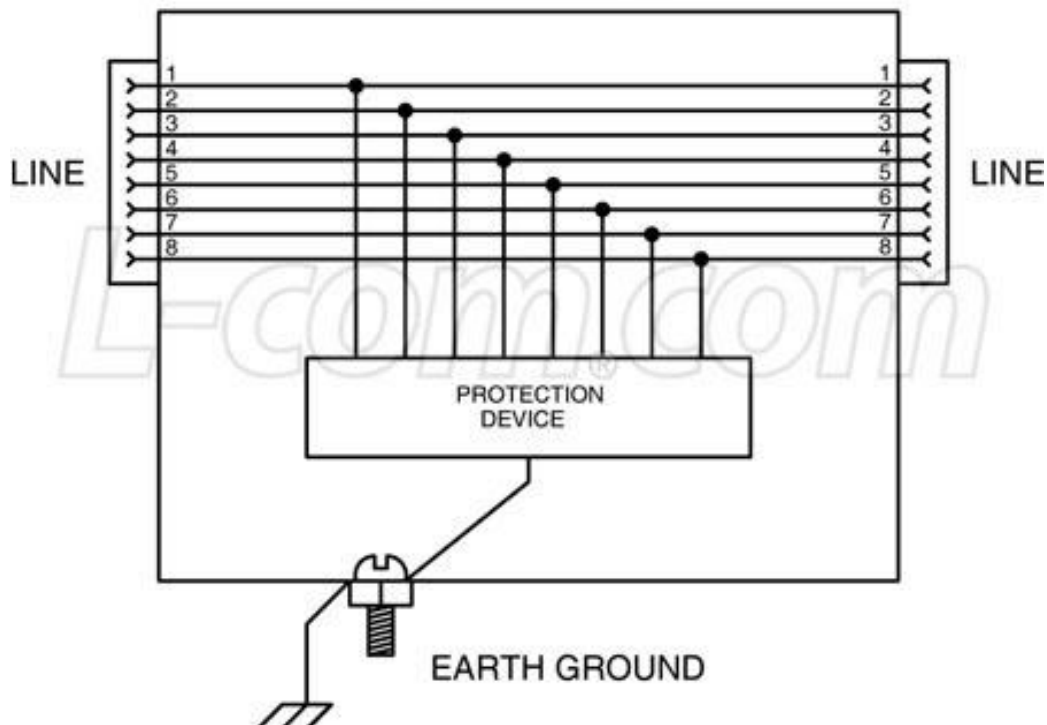 1 1
2 2
3 3
4 4
5 5
6 6
7 7
8 8
LINE LINE
L-com.com
®
PROTECTION
DEVICE
EARTH GROUND